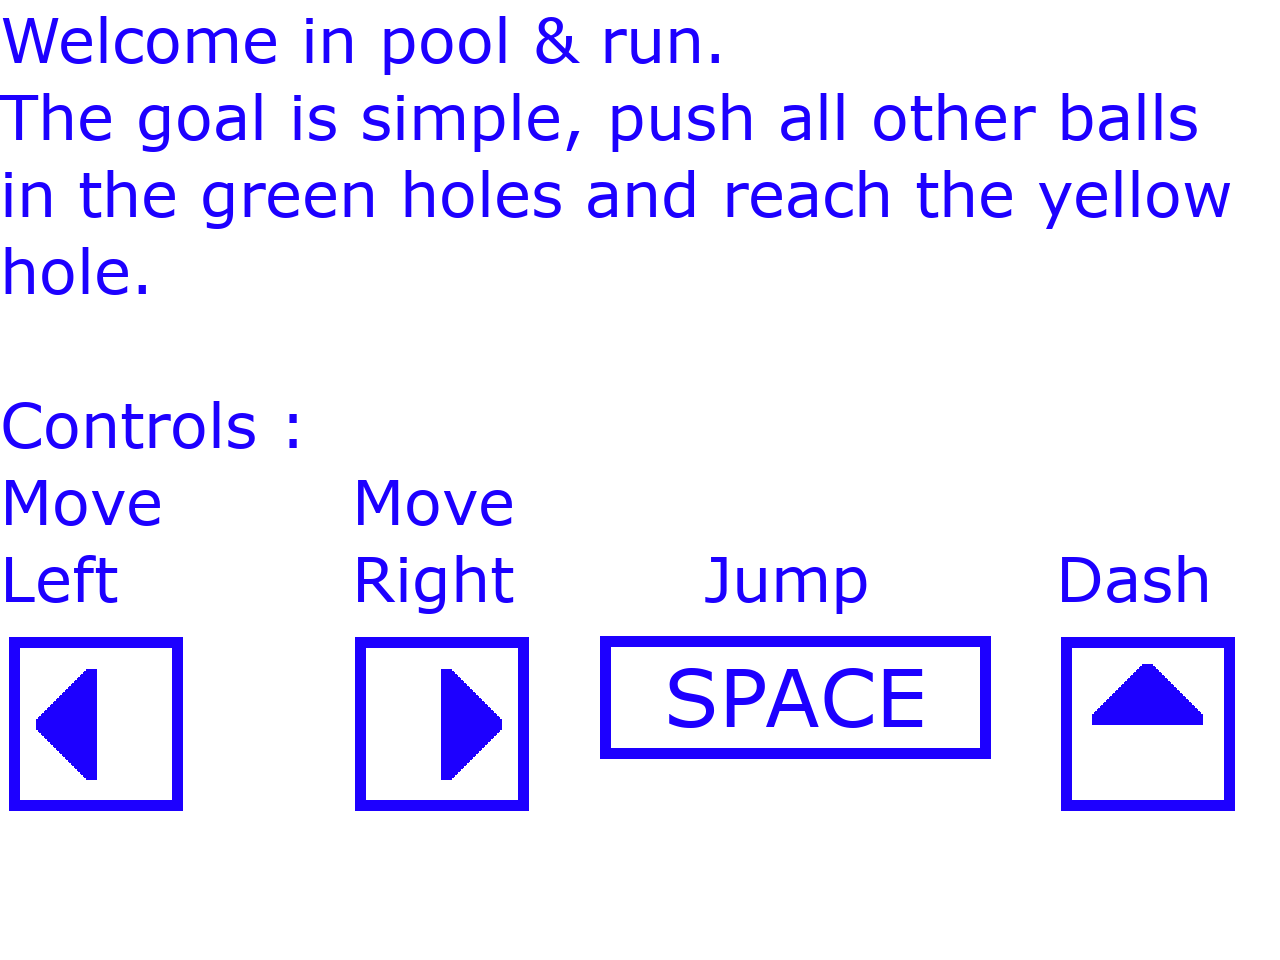 Welcome in pool & run.
The goal is simple, push all other balls
in the green holes and reach the yellow
hole.
Controls :
Move Move
Left Right Jump Dash
SPACE